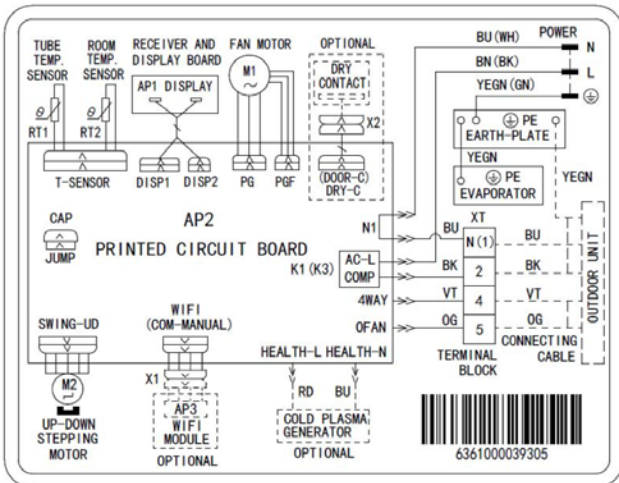 TUBE TEMP. SENSOR
ROOM TEMP. SENSOR
RECEIVER AND DISPLAY BOARD
FAN MOTOR
OPTIONAL
BU(WH)
POWER
N
BN(BK)
L
YEGN(GN)
AP1 DISPLAY
M1
DRY CONTACT
RT1
RT2
X2
PE
EARTH-PLATE
YEGN
PE
EVAPORATOR
YEGN
T-SENSOR
DISP1
DISP2
PG
PGF
(DOOR-C)
DRY-C
AP2
PRINTED CIRCUIT BOARD
CAP
JUMP
N1
BU
XT
N(1)
BU
K1(K3)
AC-L
COMP
BK
2
BK
4WAY
VT
4
VT
OFAN
OG
5
OG
OUTDOOR UNIT
TERMINAL BLOCK
CONNECTING CABLE
SWING-UD
WIFI
(COM-MANUAL)
HEALTH-L
HEALTH-N
M2
X1
RD
BU
AP3
WIFI MODULE
OPTIONAL
UP-DOWN STEPPING MOTOR
COLD PLASMA GENERATOR
OPTIONAL
6361000039305